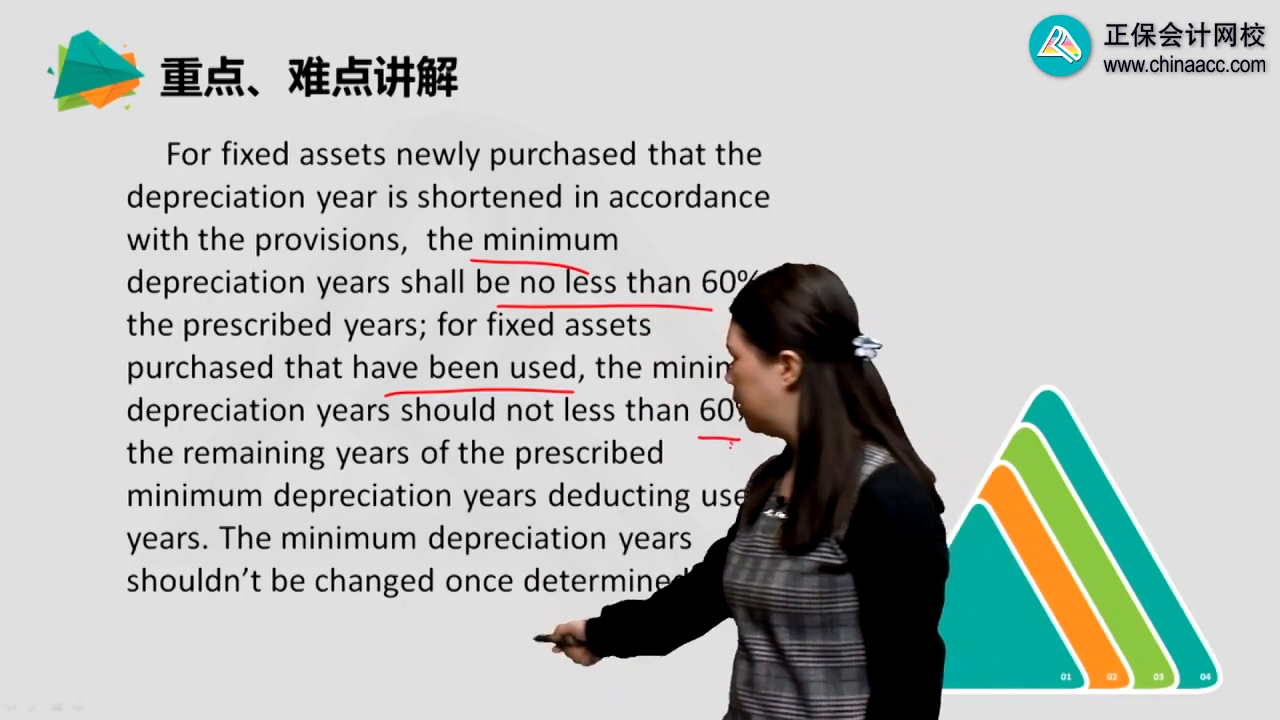 正保会计网校
www.chinaacc.com
重点、难点讲解
For fixed assets newly purchased that the
depreciation year is shortened in accordance
with the provisions, the minimum
depreciation years shall be no less than 60%
the prescribed years; for fixed assets
purchased that have been used, the
depreciation years should not less than
the remaining years of the prescribed
minimum depreciation years deducting
years. The minimum depreciation years
shouldn't be changed once determined
01
02
03
04